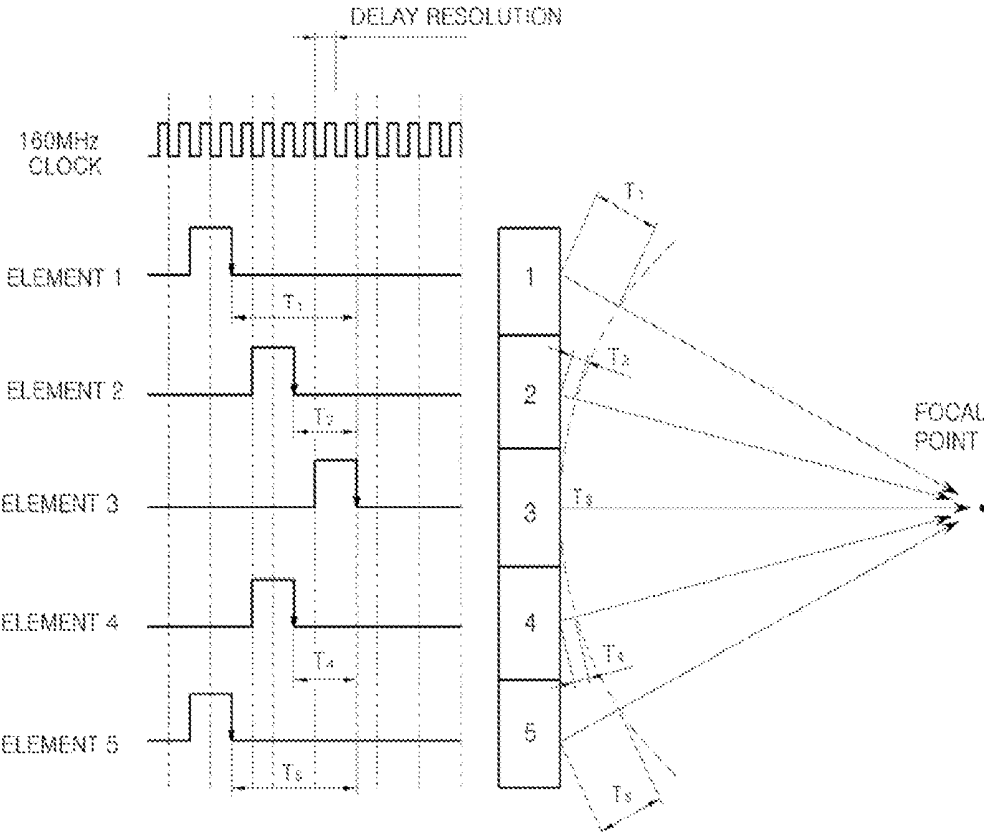 DELAY RESOLUTION
160MHz
CLOCK
ELEMENT 1
T₁
ELEMENT 2
T₂
ELEMENT 3
ELEMENT 4
T₄
ELEMENT 5
T₅
T₁
1
T₂
2
FOCAL
POINT
3
T₃
4
T₄
5
T₅